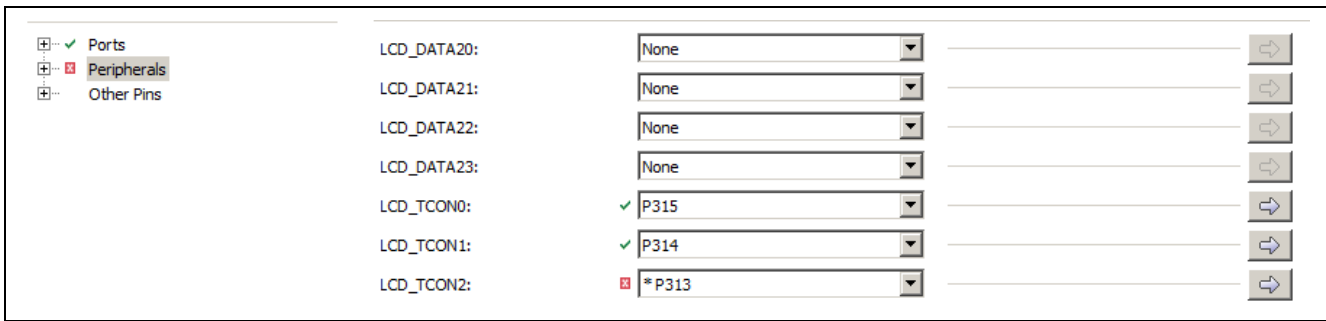 Ports
Peripherals
Other Pins
LCD_DATA20: None
LCD_DATA21: None
LCD_DATA22: None
LCD_DATA23: None
LCD_TCON0: P315
LCD_TCON1: P314
LCD_TCON2: * P313